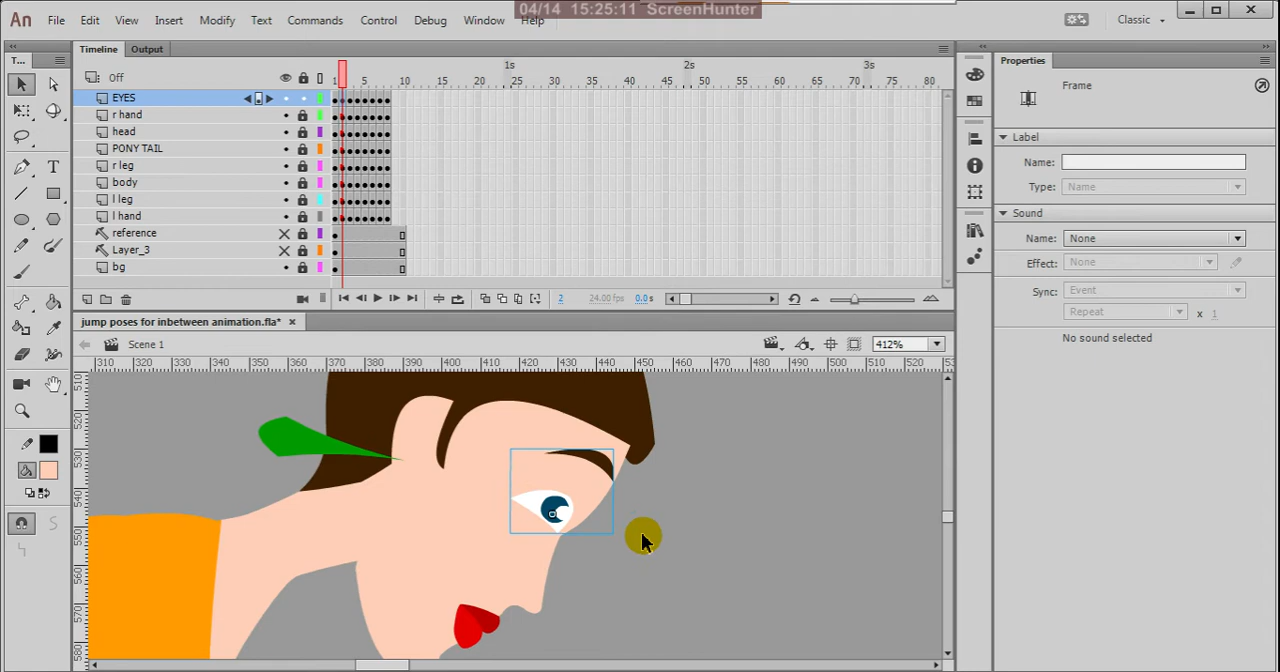 04/14 15:25:11 ScreenHunter
An File Edit View Insert Modify Text Commands Control Debug Window Help Classic
T... Timeline Output Properties
Off 1s 2s 3s
1 5 10 15 20 25 30 35 40 45 50 55 60 65 70 75 80
EYES
r hand
head
PONY TAIL
r leg
body
l leg
l hand
reference
Layer_3
bg
2 24.00 fps 0.0 s
jump poses for inbetween animation.fla* ×
Scene 1 412%
310 320 330 340 350 360 370 380 390 400 410 420 430 440 450 460 470 480 490 500 510 520 53
510
520
530
540
550
560
570
580
Frame
Label
Name:
Type: Name
Sound
Name: None
Effect: None
Sync: Event
Repeat x 1
No sound selected